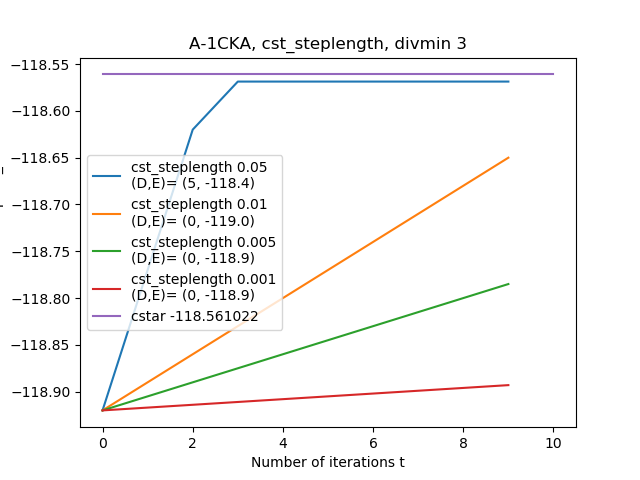 A-1CKA, cst_steplength, divmin 3
−118.55
−118.60
−118.65
−118.70
−118.75
−118.80
−118.85
−118.90
cst_steplength 0.05
(D,E)= (5, -118.4)
cst_steplength 0.01
(D,E)= (0, -119.0)
cst_steplength 0.005
(D,E)= (0, -118.9)
cst_steplength 0.001
(D,E)= (0, -118.9)
cstar -118.561022
0 2 4 6 8 10
Number of iterations t